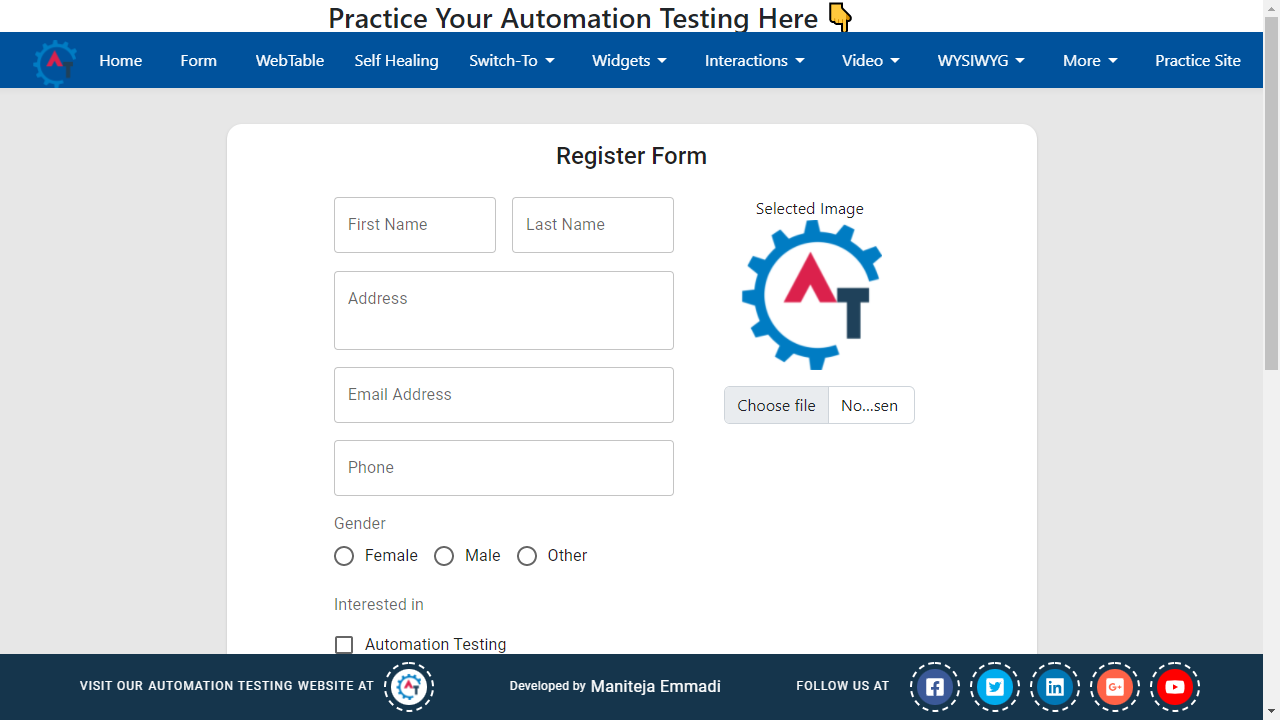 Practice Your Automation Testing Here 👇
Home Form WebTable Self Healing Switch-To Widgets Interactions Video WYSIWYG More Practice Site
Register Form
First Name Last Name
Selected Image
Address
AT
Email Address
Choose file No...sen
Phone
Gender
Female Male Other
Interested in
Automation Testing
VISIT OUR AUTOMATION TESTING WEBSITE AT Developed by Maniteja Emmadi FOLLOW US AT